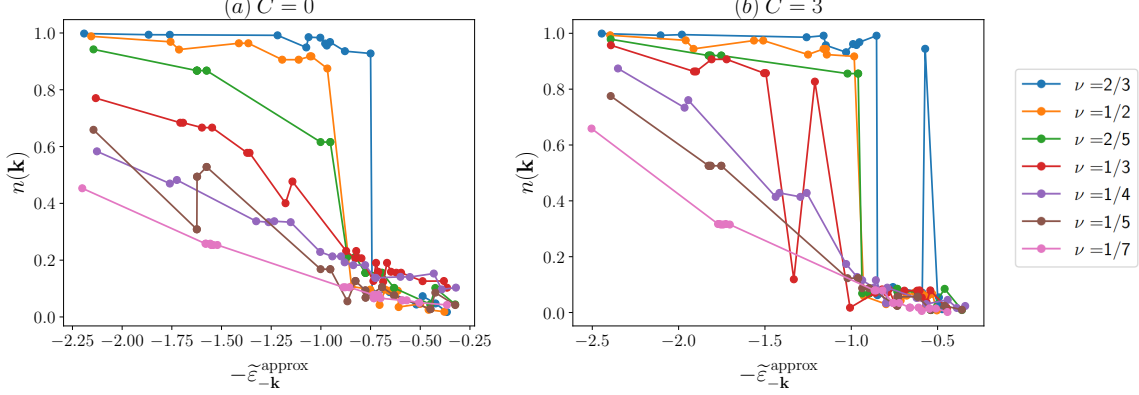 (a) C = 0
n(k)
1.0
0.8
0.6
0.4
0.2
0.0
−2.25 −2.00 −1.75 −1.50 −1.25 −1.00 −0.75 −0.50 −0.25
−ε̃₋ₖᵃᵖᵖʳᵒˣ
(b) C = 3
n(k)
1.0
0.8
0.6
0.4
0.2
0.0
−2.5 −2.0 −1.5 −1.0 −0.5
−ε̃₋ₖᵃᵖᵖʳᵒˣ
ν =2/3
ν =1/2
ν =2/5
ν =1/3
ν =1/4
ν =1/5
ν =1/7